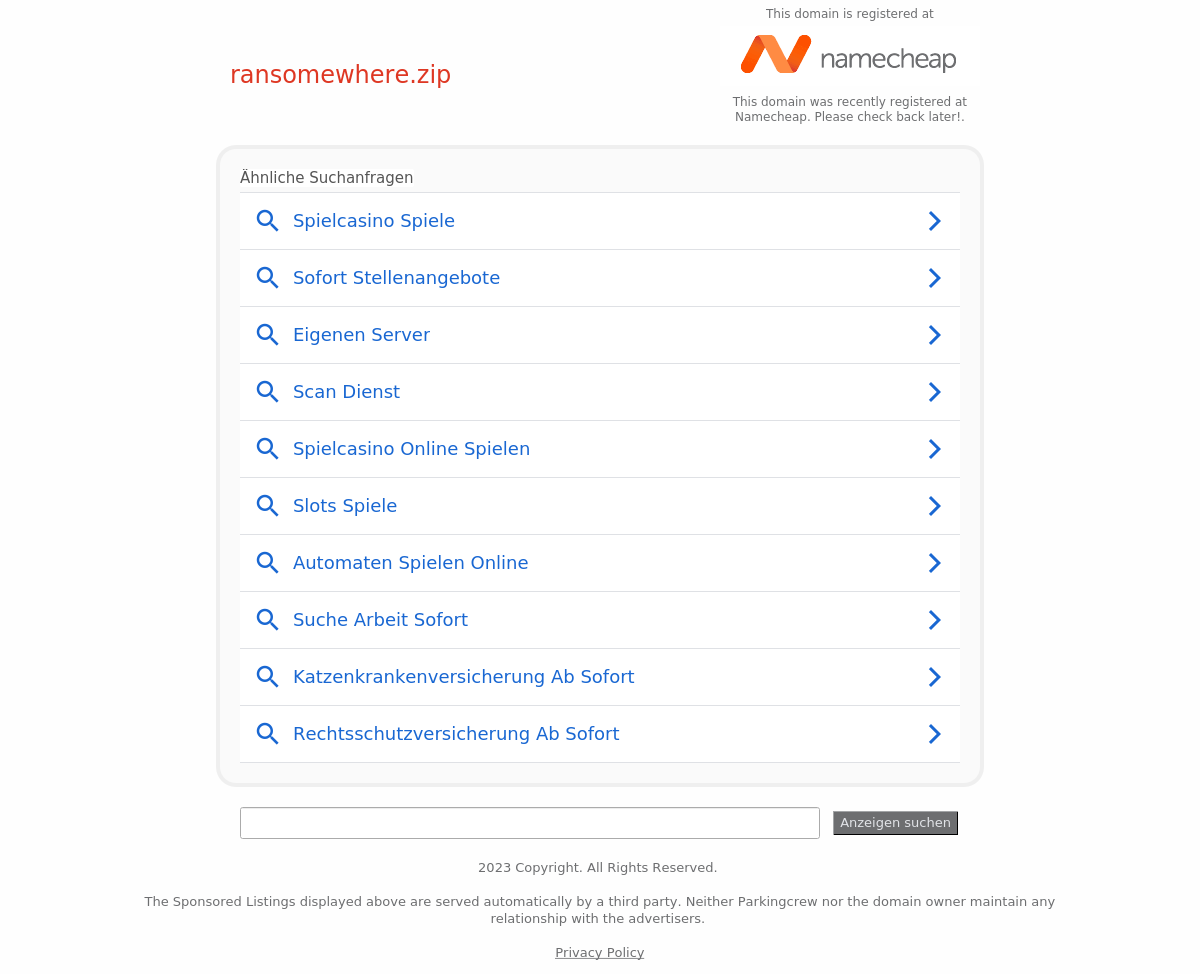 This domain is registered at
namecheap
ransomewhere.zip
This domain was recently registered at
Namecheap. Please check back later!.
Ähnliche Suchanfragen
Spielcasino Spiele
Sofort Stellenangebote
Eigenen Server
Scan Dienst
Spielcasino Online Spielen
Slots Spiele
Automaten Spielen Online
Suche Arbeit Sofort
Katzenkrankenversicherung Ab Sofort
Rechtsschutzversicherung Ab Sofort
Anzeigen suchen
2023 Copyright. All Rights Reserved.
The Sponsored Listings displayed above are served automatically by a third party. Neither Parkingcrew nor the domain owner maintain any
relationship with the advertisers.
Privacy Policy